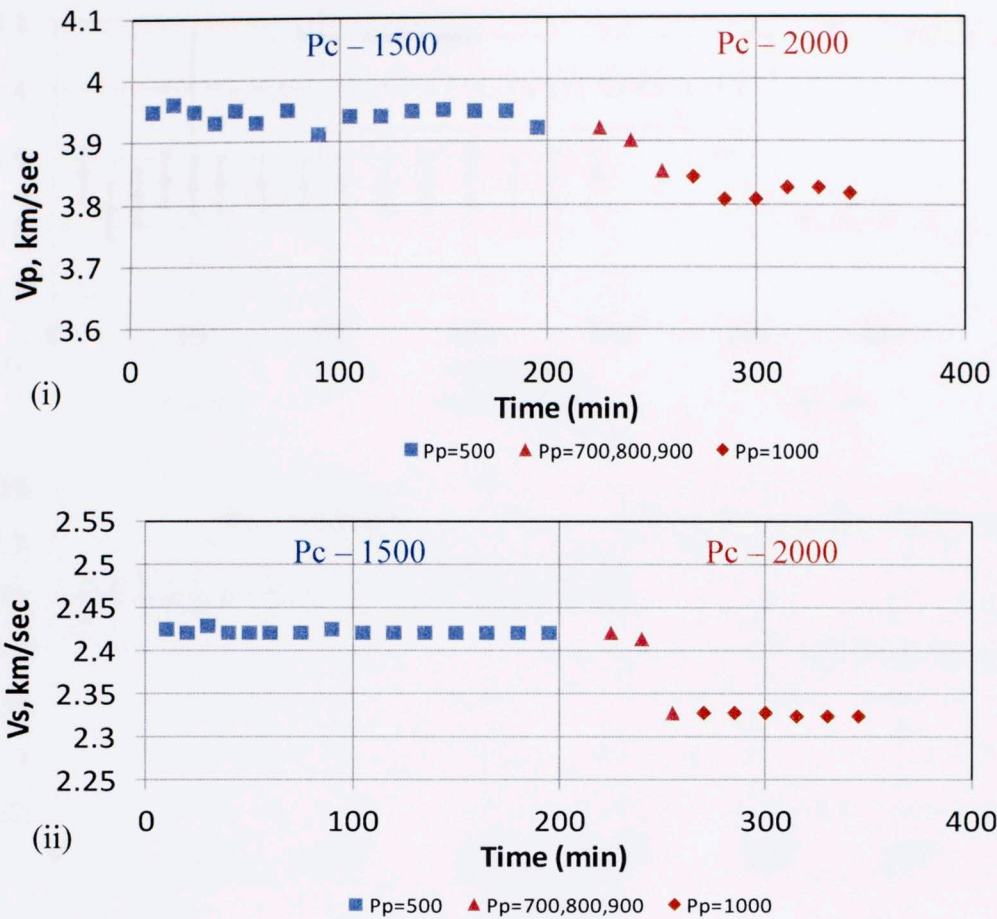 4.1
Pc – 1500
Pc – 2000
4
3.9
3.8
3.7
3.6
Vp, km/sec
0
100
200
300
400
(i)
Time (min)
Pp=500
Pp=700,800,900
Pp=1000
2.55
Pc – 1500
Pc – 2000
2.5
2.45
2.4
2.35
2.3
2.25
Vs, km/sec
0
100
200
300
400
(ii)
Time (min)
Pp=500
Pp=700,800,900
Pp=1000